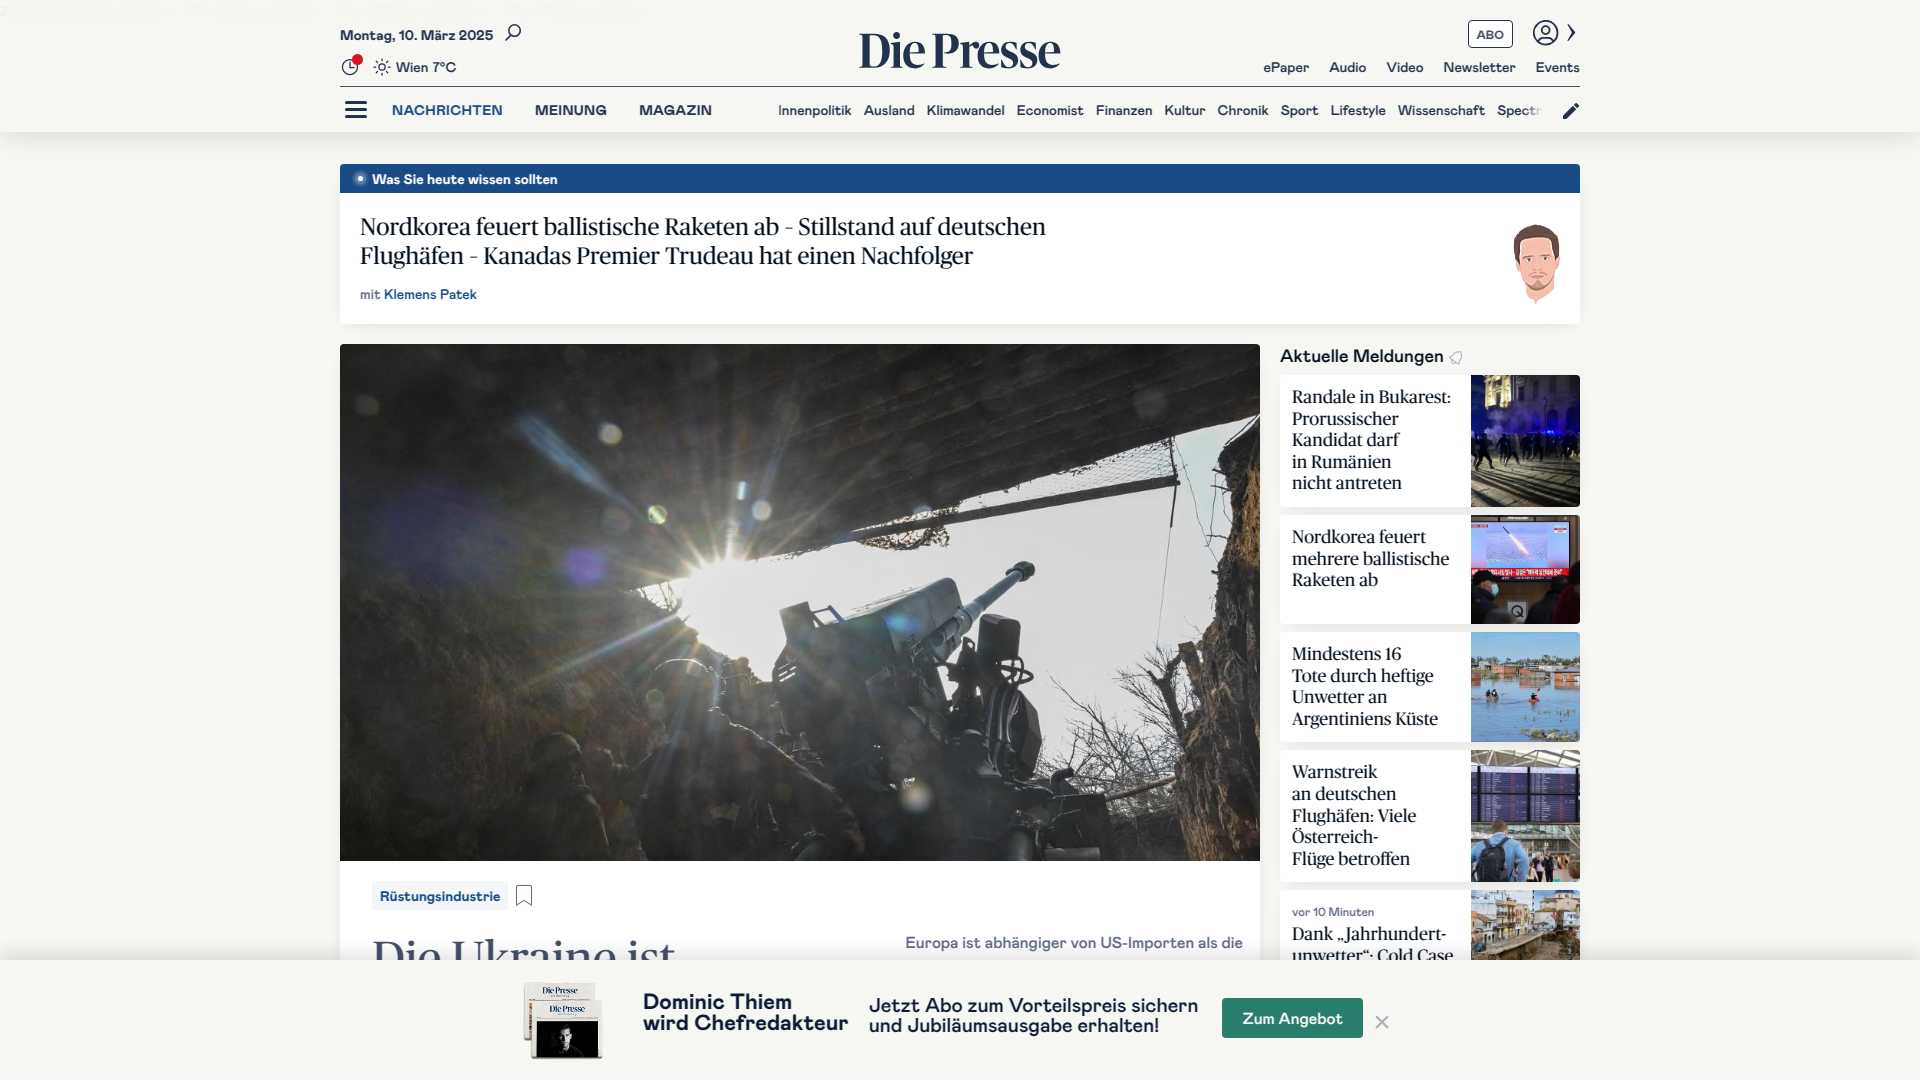 Montag, 10. März 2025
Die Presse
ABO
Wien 7°C
ePaper Audio Video Newsletter Events
NACHRICHTEN MEINUNG MAGAZIN
Innenpolitik Ausland Klimawandel Economist Finanzen Kultur Chronik Sport Lifestyle Wissenschaft Spectr
Was Sie heute wissen sollten
Nordkorea feuert ballistische Raketen ab – Stillstand auf deutschen
Flughäfen – Kanadas Premier Trudeau hat einen Nachfolger
mit Klemens Patek
Rüstungsindustrie
Die Ukraine ist
Europa ist abhängiger von US-Importen als die
Aktuelle Meldungen
Randale in Bukarest:
Prorussischer
Kandidat darf
in Rumänien
nicht antreten
Nordkorea feuert
mehrere ballistische
Raketen ab
Mindestens 16
Tote durch heftige
Unwetter an
Argentiniens Küste
Warnstreik
an deutschen
Flughäfen: Viele
Österreich-
Flüge betroffen
vor 10 Minuten
Dank „Jahrhundert-
unwetter“: Cold Case
Die Presse
Die Presse
Dominic Thiem
wird Chefredakteur
Jetzt Abo zum Vorteilspreis sichern
und Jubiläumsausgabe erhalten!
Zum Angebot